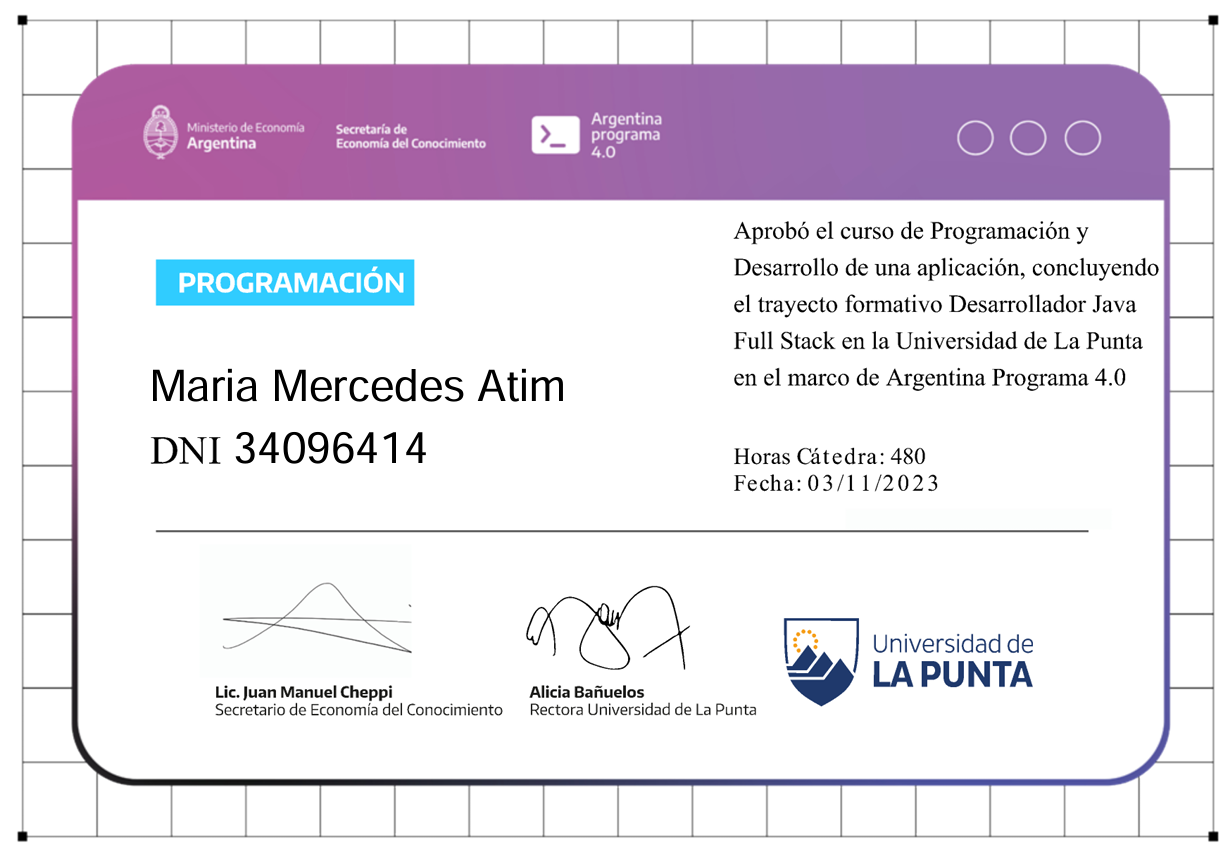 Ministerio de Economía
Argentina
Secretaría de
Economía del Conocimiento
Argentina
programa
4.0
PROGRAMACIÓN
Maria Mercedes Atim
DNI 34096414
Aprobó el curso de Programación y
Desarrollo de una aplicación, concluyendo
el trayecto formativo Desarrollador Java
Full Stack en la Universidad de La Punta
en el marco de Argentina Programa 4.0
Horas Cátedra: 480
Fecha: 03/11/2023
Lic. Juan Manuel Cheppi
Secretario de Economía del Conocimiento
Alicia Bañuelos
Rectora Universidad de La Punta
Universidad de
LA PUNTA